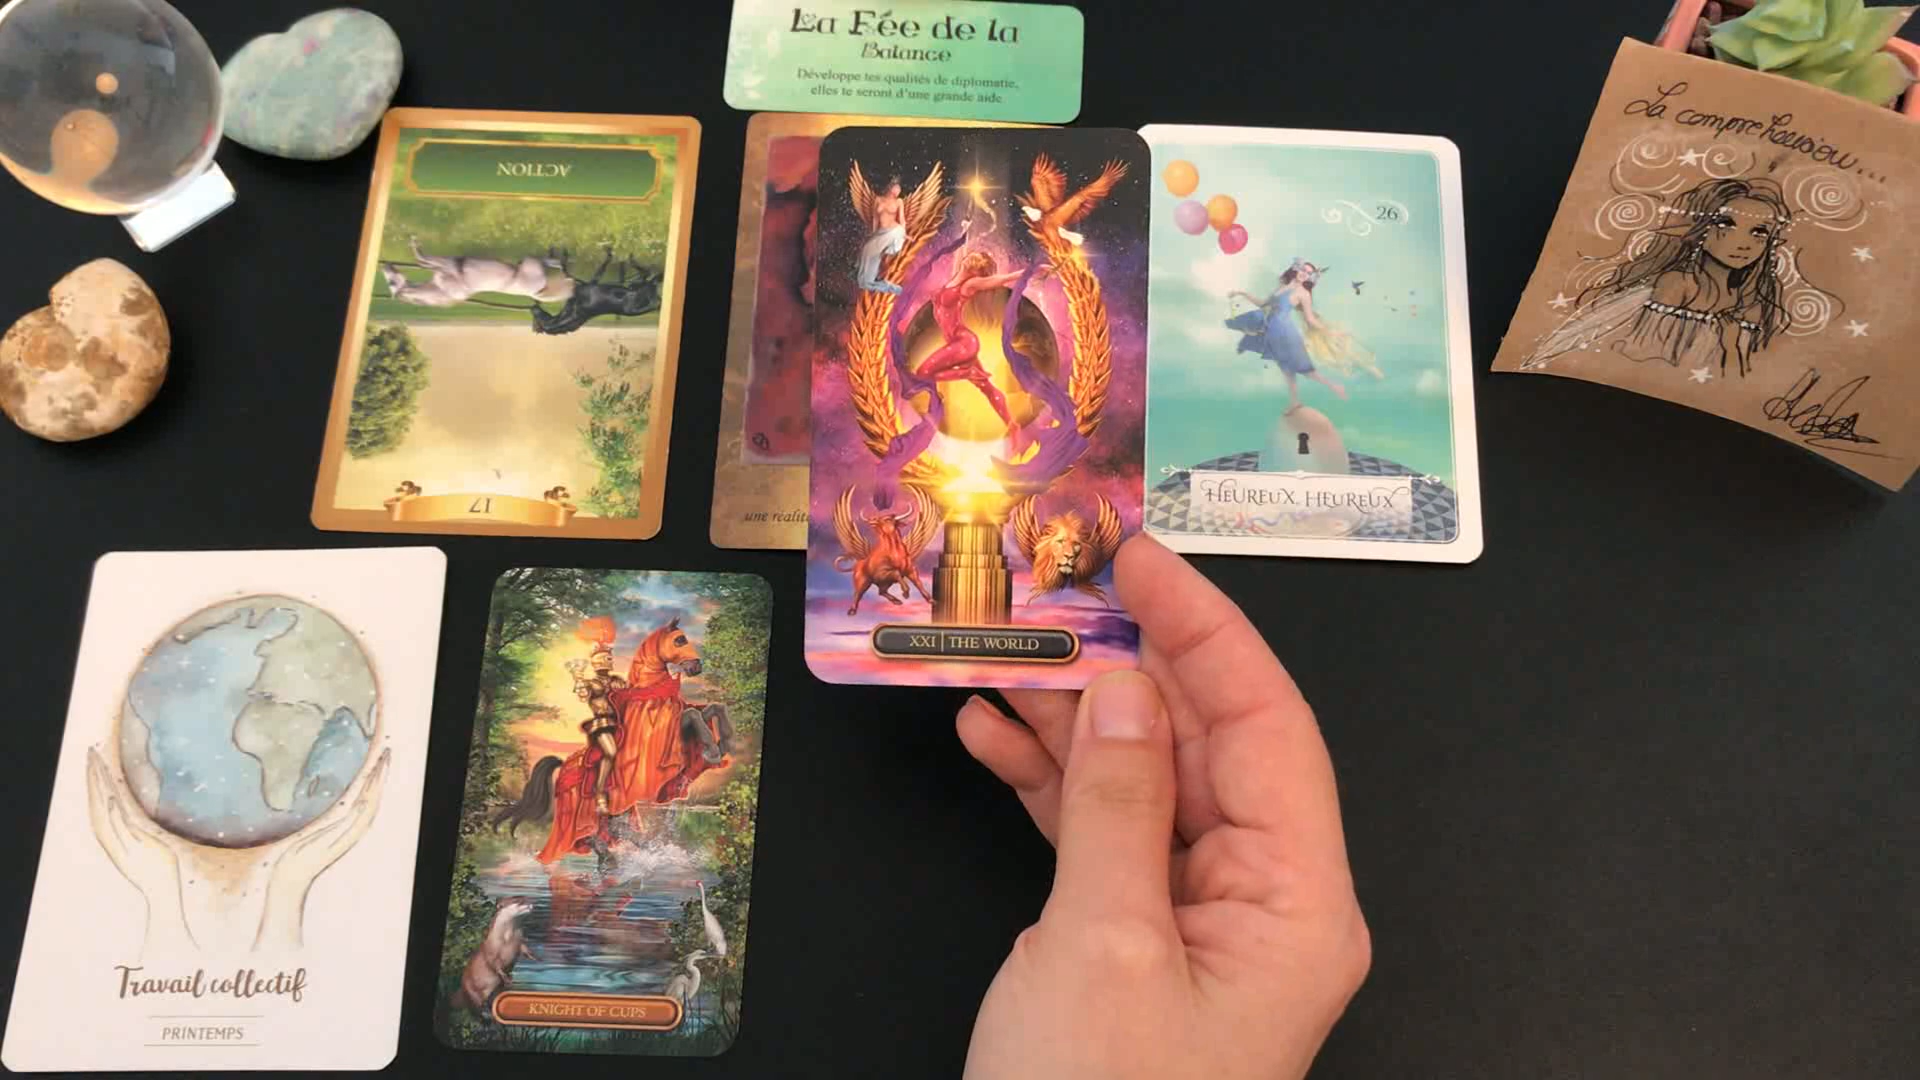 La Fée de la
Balance
Développe tes qualités de diplomatie,
elles te seront d'une grande aide.
La compréhension...
ACTION
17
26
HEUREUX, HEUREUX
une réalité
XXI | THE WORLD
Travail collectif
PRINTEMPS
KNIGHT OF CUPS